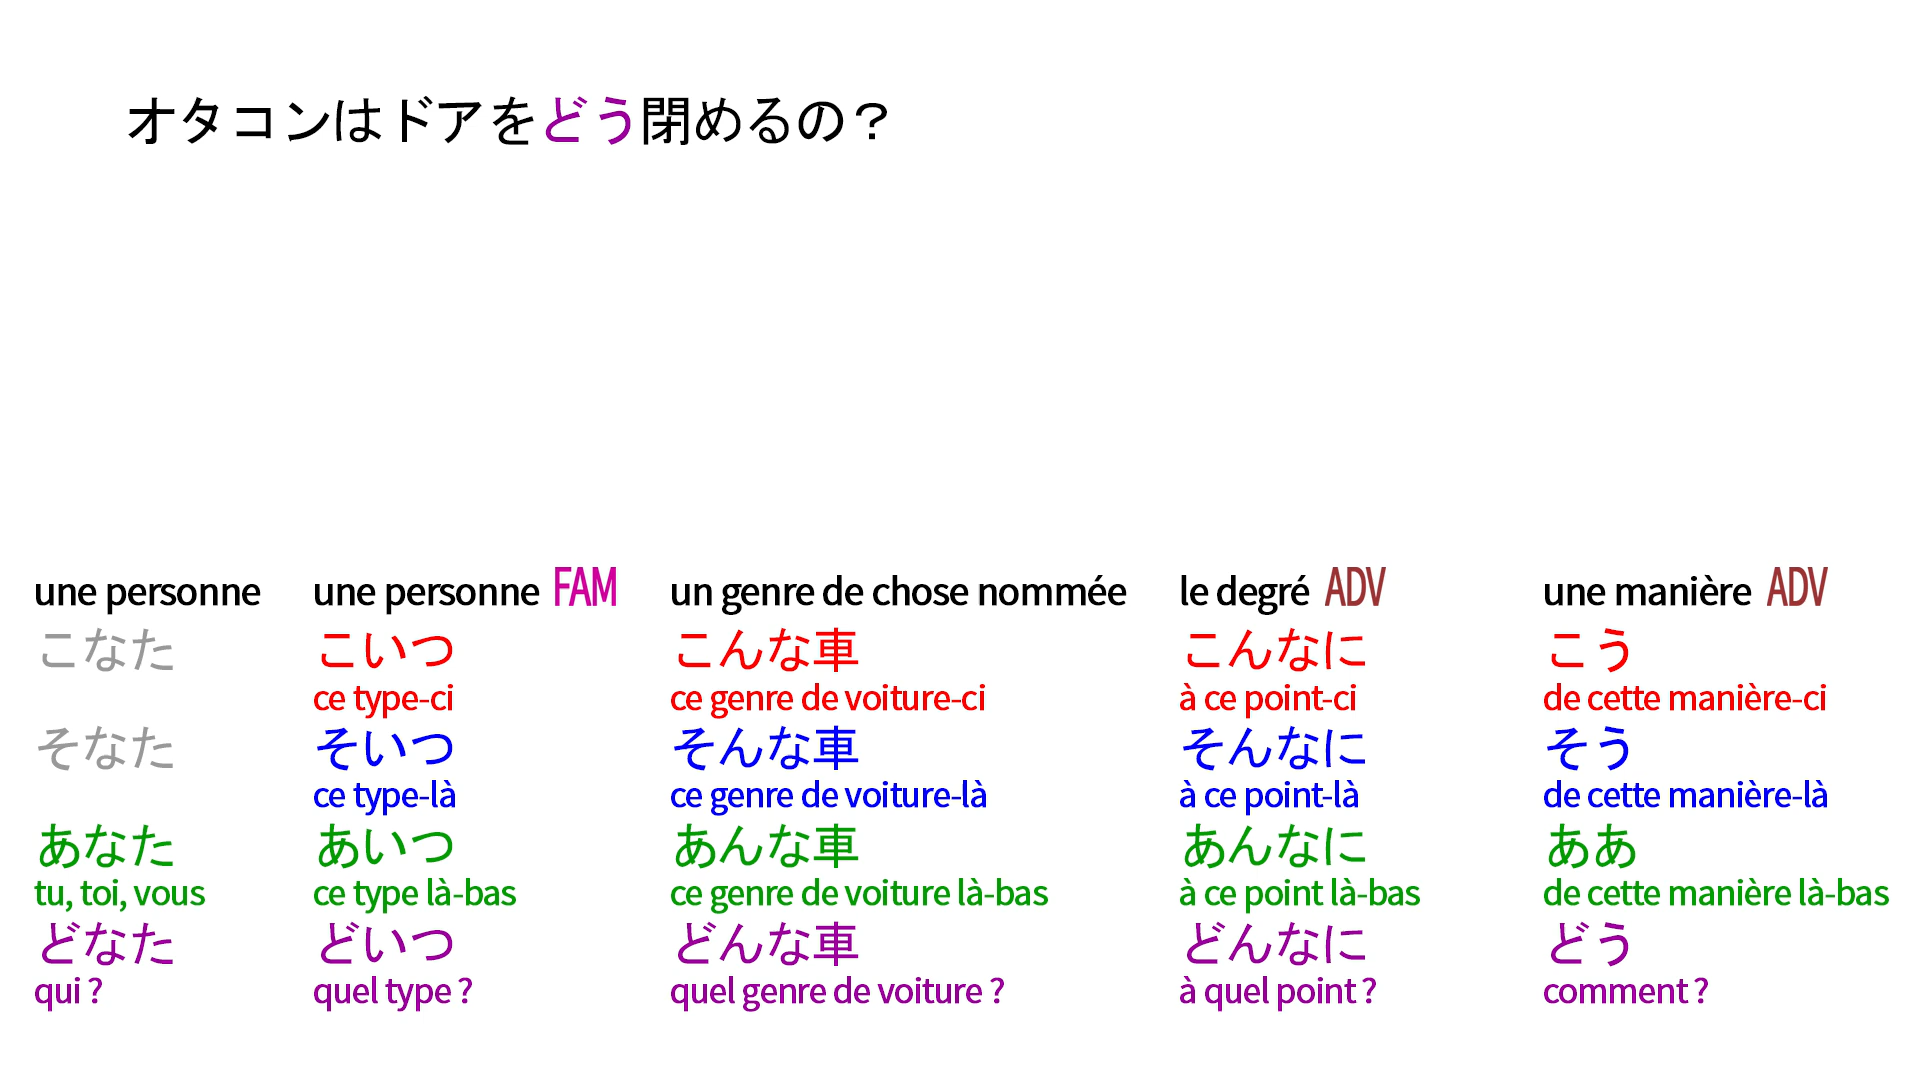 オタコンはドアをどう閉めるの？
une personne	une personne FAM	un genre de chose nommée	le degré ADV	une manière ADV
こなた	こいつ	こんな車	こんなに	こう
ce type-ci	ce genre de voiture-ci	à ce point-ci	de cette manière-ci
そなた	そいつ	そんな車	そんなに	そう
ce type-là	ce genre de voiture-là	à ce point-là	de cette manière-là
あなた	あいつ	あんな車	あんなに	ああ
tu, toi, vous	ce type là-bas	ce genre de voiture là-bas	à ce point là-bas	de cette manière là-bas
どなた	どいつ	どんな車	どんなに	どう
qui ?	quel type ?	quel genre de voiture ?	à quel point ?	comment ?